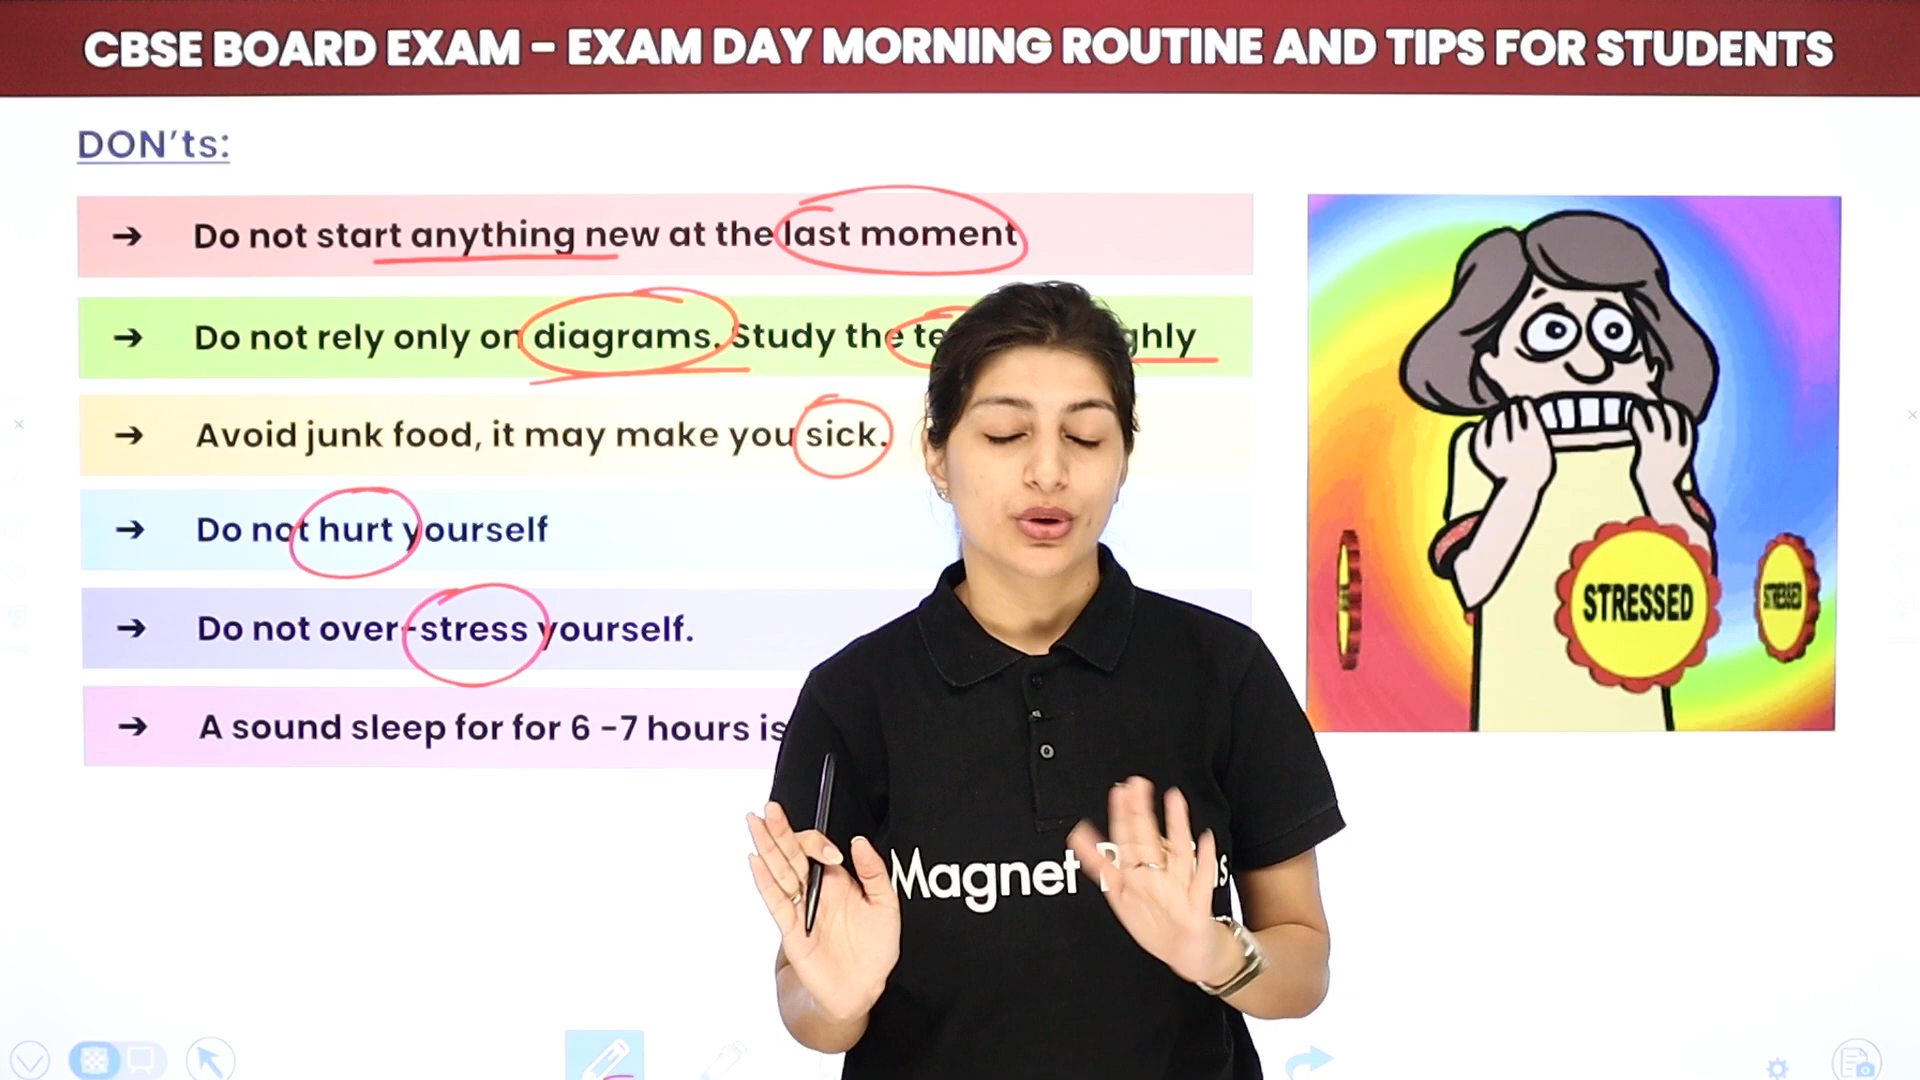 CBSE BOARD EXAM - EXAM DAY MORNING ROUTINE AND TIPS FOR STUDENTS
DON'ts:
➔ Do not start anything new at the last moment
➔ Do not rely only on diagrams. Study the
➔ Avoid junk food, it may make you sick.
➔ Do not hurt yourself
➔ Do not over-stress yourself.
➔ A sound sleep for for 6 -7 hours is
STRESSED
STRESSED
Magnet